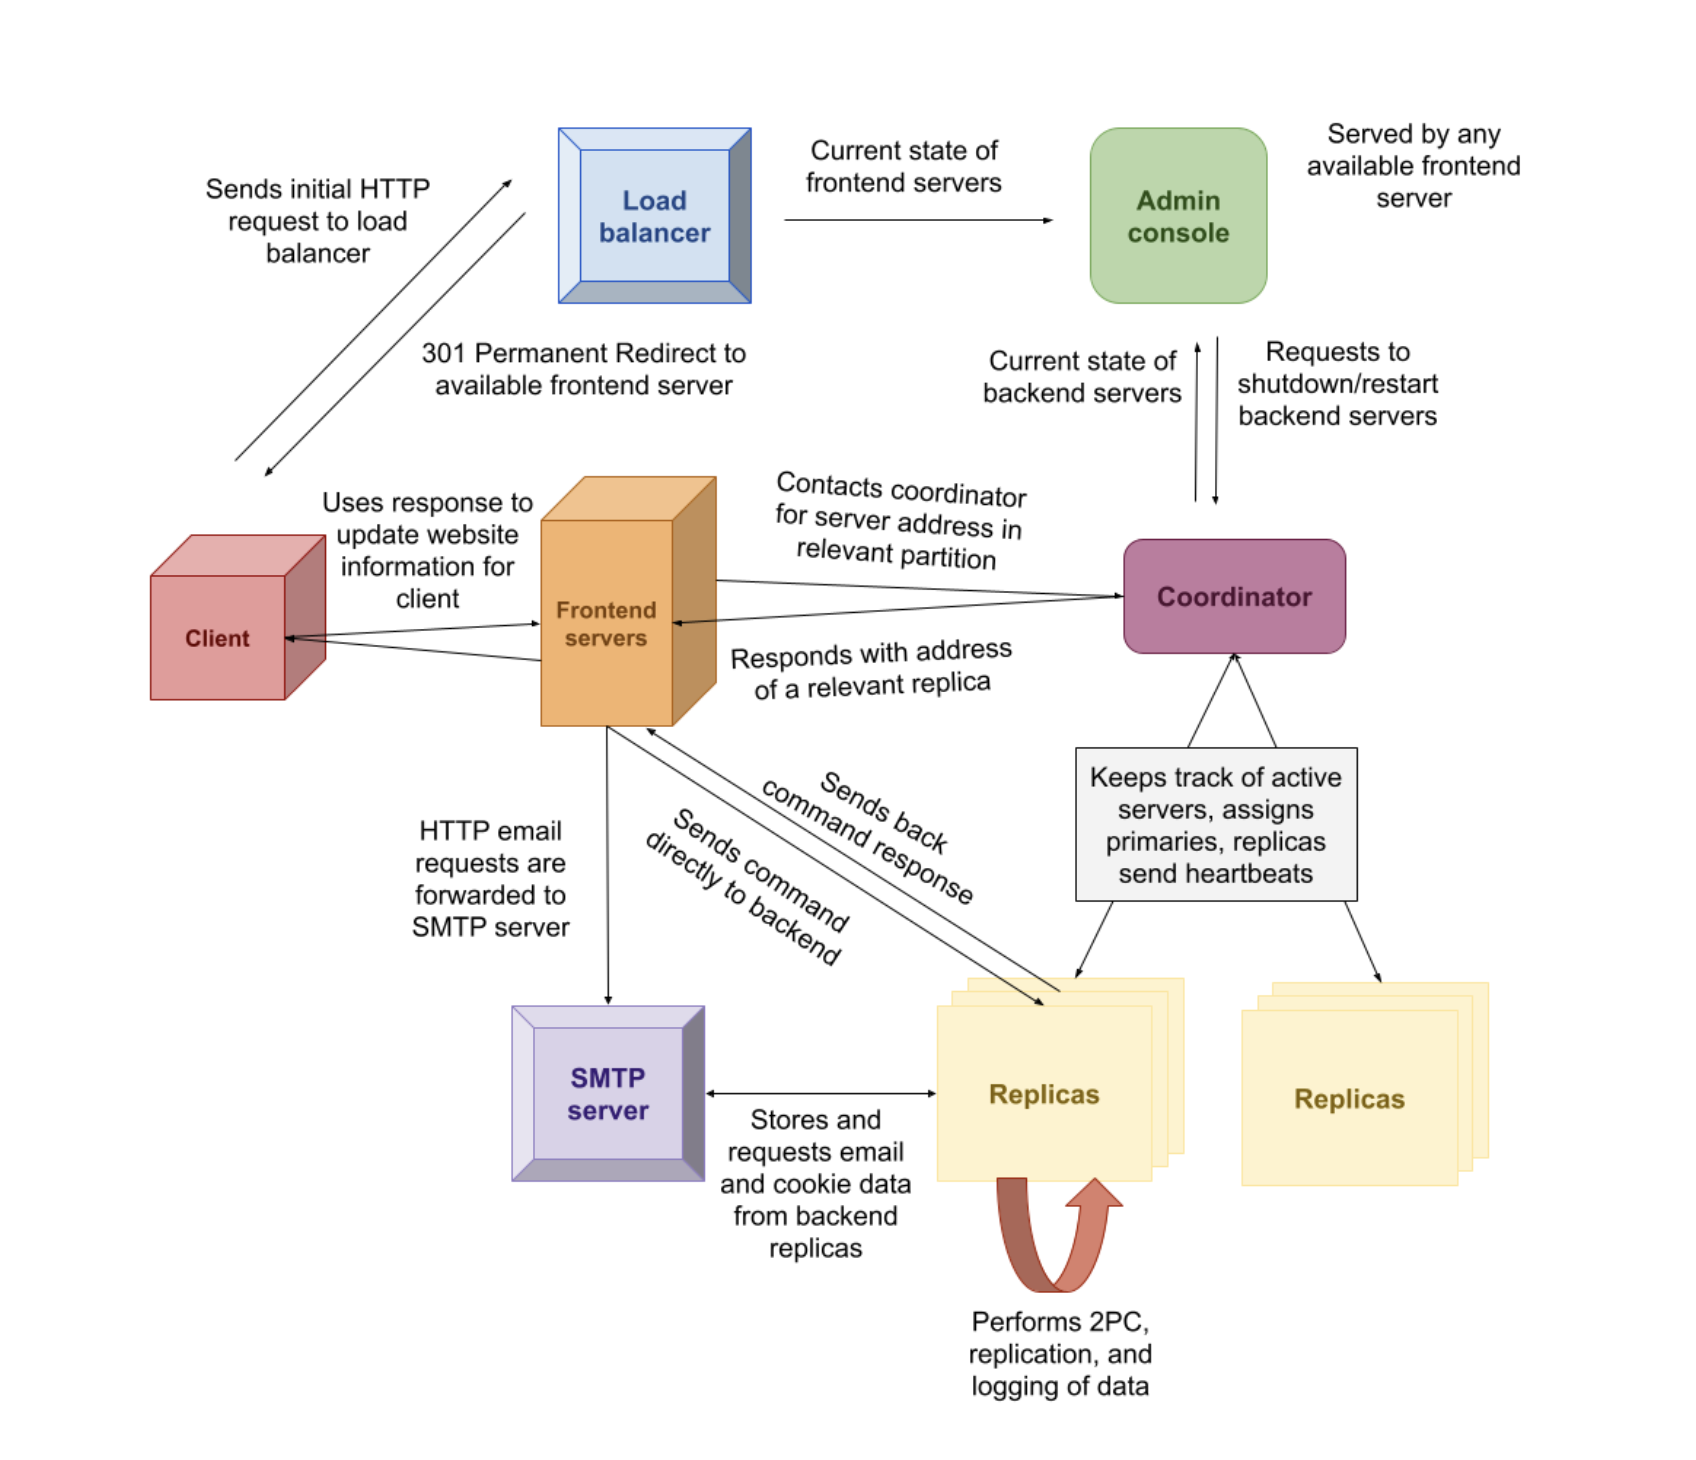 Sends initial HTTP
request to load
balancer
Load
balancer
Current state of
frontend servers
Admin
console
Served by any
available frontend
server
301 Permanent Redirect to
available frontend server
Current state of
backend servers
Requests to
shutdown/restart
backend servers
Uses response to
update website
information for
client
Client
Frontend
servers
Contacts coordinator
for server address in
relevant partition
Coordinator
Responds with address
of a relevant replica
Keeps track of active
servers, assigns
primaries, replicas
send heartbeats
HTTP email
requests are
forwarded to
SMTP server
Sends back
command response
Sends command
directly to backend
SMTP
server
Stores and
requests email
and cookie data
from backend
replicas
Replicas
Replicas
Performs 2PC,
replication, and
logging of data